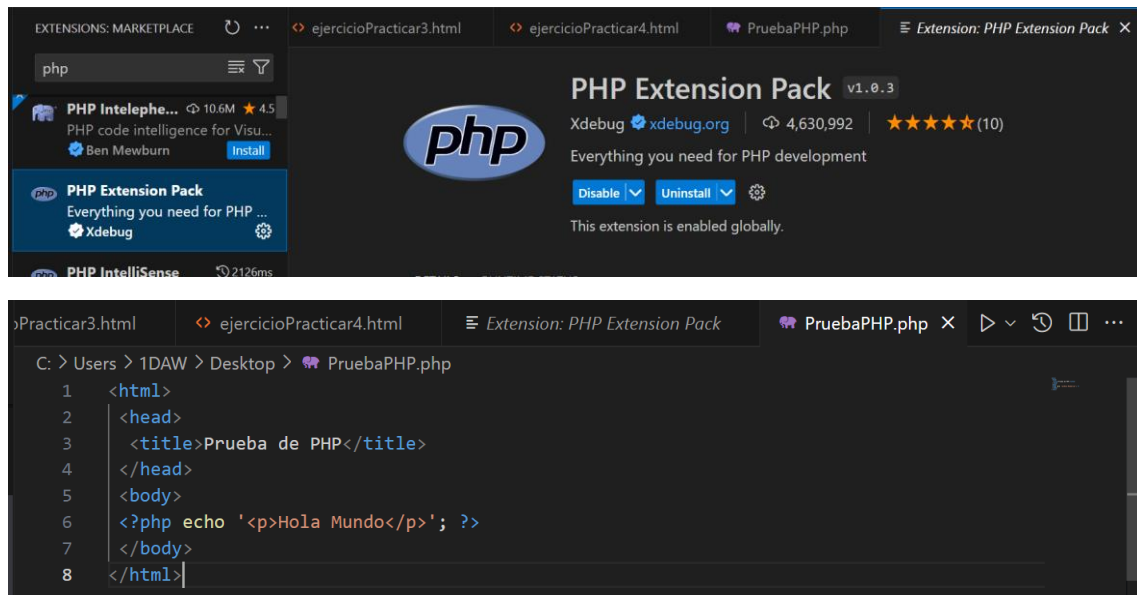 EXTENSIONS: MARKETPLACE
ejercicioPracticar3.html ejercicioPracticar4.html PruebaPHP.php Extension: PHP Extension Pack
php
PHP Intelephe... 10.6M ★ 4.5
PHP code intelligence for Visu...
Ben Mewburn Install
PHP Extension Pack
Everything you need for PHP ...
Xdebug
PHP IntelliSense 2126ms
php
PHP Extension Pack v1.0.3
Xdebug xdebug.org 4,630,992 ★★★★★(10)
Everything you need for PHP development
Disable Uninstall
This extension is enabled globally.
oPracticar3.html ejercicioPracticar4.html Extension: PHP Extension Pack PruebaPHP.php
C: > Users > 1DAW > Desktop > PruebaPHP.php
1 <html>
2 <head>
3 <title>Prueba de PHP</title>
4 </head>
5 <body>
6 <?php echo '<p>Hola Mundo</p>'; ?>
7 </body>
8 </html>